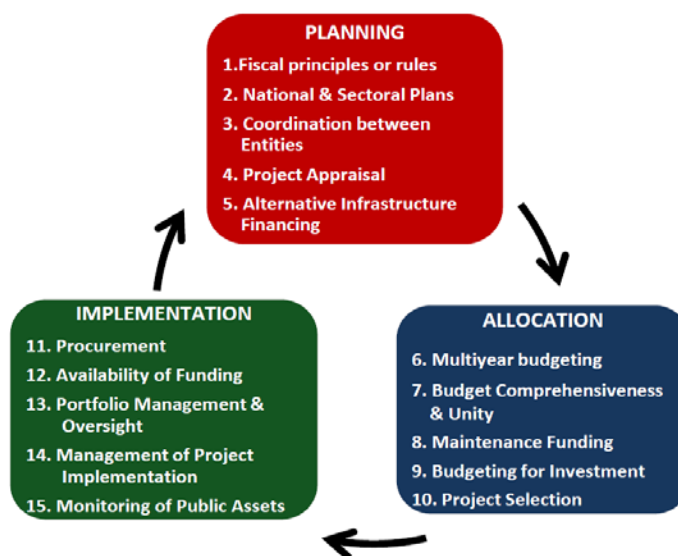 PLANNING
1.Fiscal principles or rules
2. National & Sectoral Plans
3. Coordination between
Entities
4. Project Appraisal
5. Alternative Infrastructure
Financing
IMPLEMENTATION
11. Procurement
12. Availability of Funding
13. Portfolio Management &
Oversight
14. Management of Project
Implementation
15. Monitoring of Public Assets
ALLOCATION
6. Multiyear budgeting
7. Budget Comprehensiveness
& Unity
8. Maintenance Funding
9. Budgeting for Investment
10. Project Selection